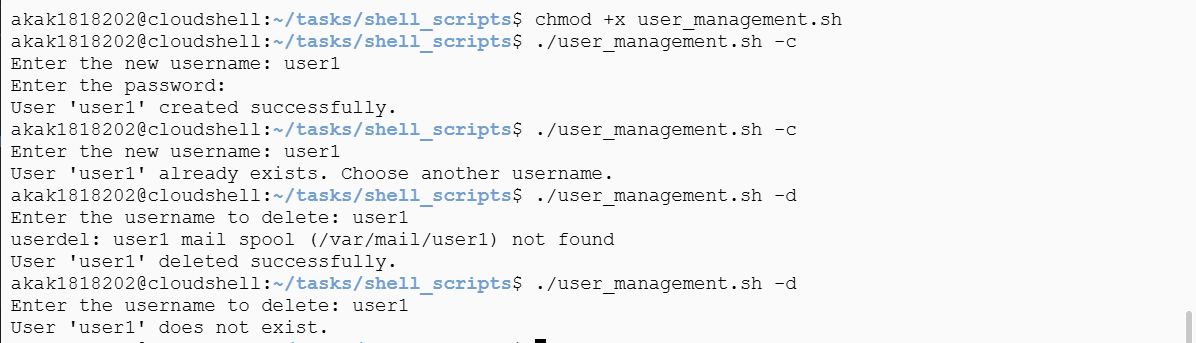 akak1818202@cloudshell:~/tasks/shell_scripts$ chmod +x user_management.sh
akak1818202@cloudshell:~/tasks/shell_scripts$ ./user_management.sh -c
Enter the new username: user1
Enter the password:
User 'user1' created successfully.
akak1818202@cloudshell:~/tasks/shell_scripts$ ./user_management.sh -c
Enter the new username: user1
User 'user1' already exists. Choose another username.
akak1818202@cloudshell:~/tasks/shell_scripts$ ./user_management.sh -d
Enter the username to delete: user1
userdel: user1 mail spool (/var/mail/user1) not found
User 'user1' deleted successfully.
akak1818202@cloudshell:~/tasks/shell_scripts$ ./user_management.sh -d
Enter the username to delete: user1
User 'user1' does not exist.